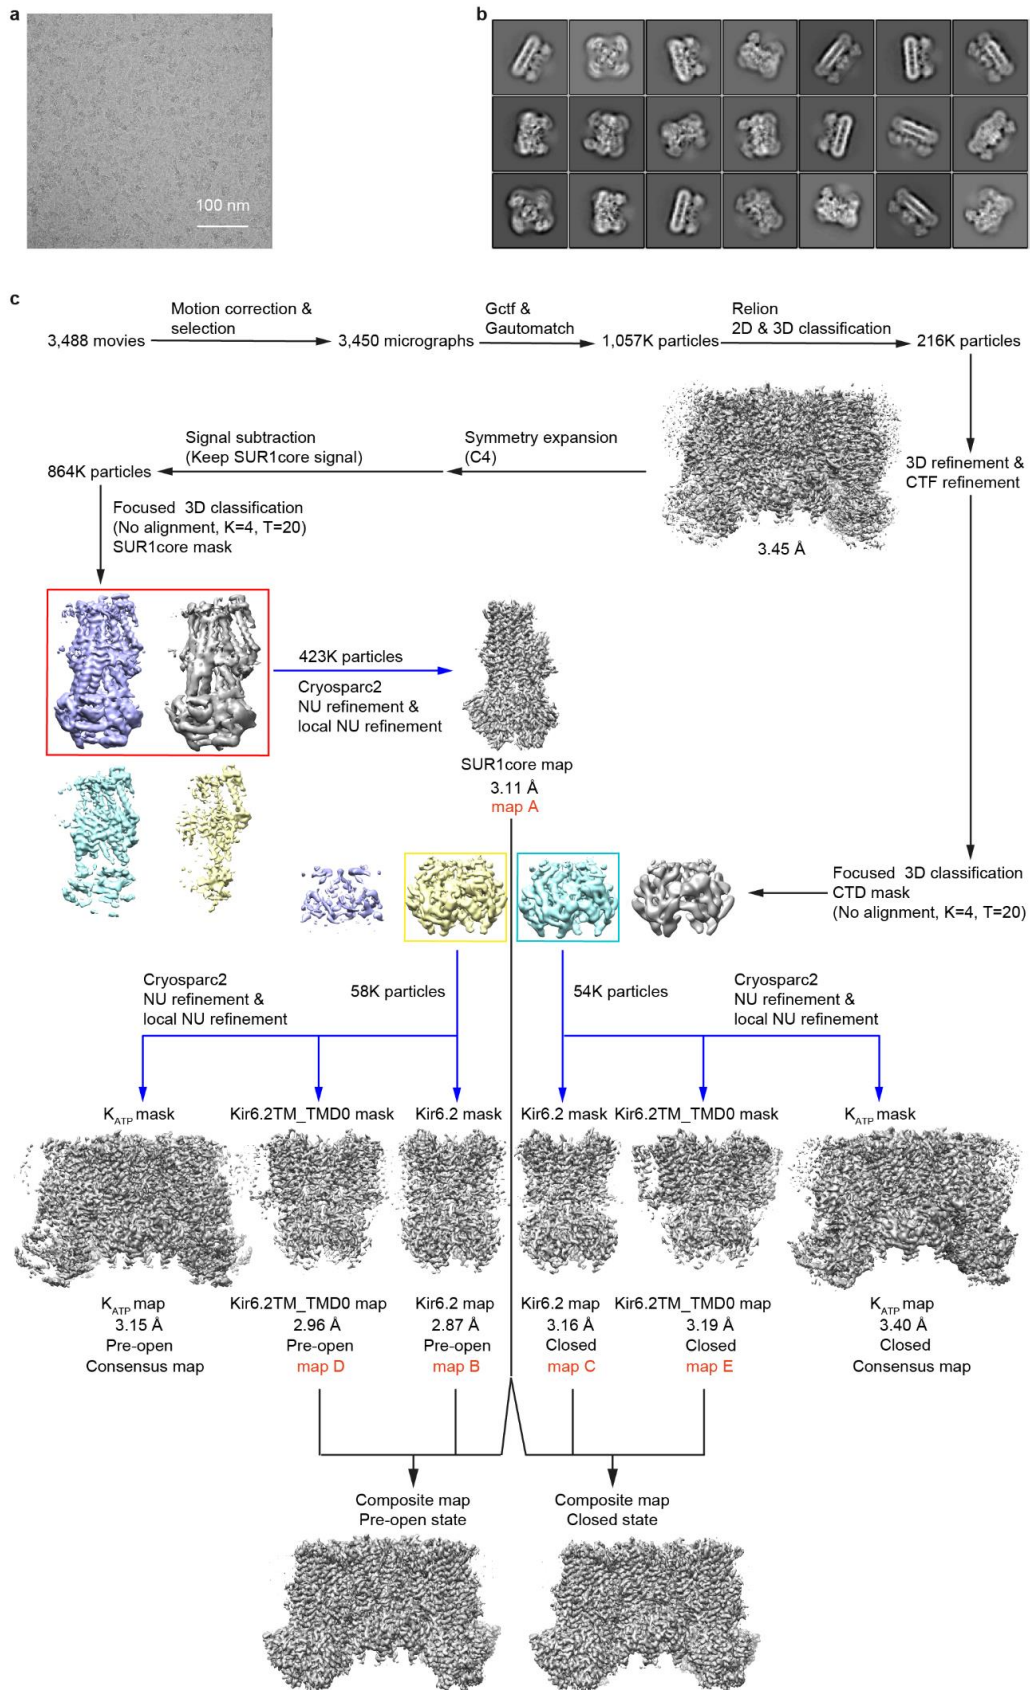 a
b
100 nm
c
3,488 movies
Motion correction &
selection
3,450 micrographs
Gctf &
Gautomatch
1,057K particles
Relion
2D & 3D classification
216K particles
3D refinement &
CTF refinement
3.45 Å
Symmetry expansion
(C4)
Signal subtraction
(Keep SUR1core signal)
864K particles
Focused 3D classification
(No alignment, K=4, T=20)
SUR1core mask
423K particles
Cryosparc2
NU refinement &
local NU refinement
SUR1core map
3.11 Å
map A
Focused 3D classification
CTD mask
(No alignment, K=4, T=20)
Cryosparc2
NU refinement &
local NU refinement
58K particles
54K particles
Cryosparc2
NU refinement &
local NU refinement
KATP mask
Kir6.2TM_TMD0 mask
Kir6.2 mask
Kir6.2 mask
Kir6.2TM_TMD0 mask
KATP mask
KATP map
3.15 Å
Pre-open
Consensus map
Kir6.2TM_TMD0 map
2.96 Å
Pre-open
map D
Kir6.2 map
2.87 Å
Pre-open
map B
Kir6.2 map
3.16 Å
Closed
map C
Kir6.2TM_TMD0 map
3.19 Å
Closed
map E
KATP map
3.40 Å
Closed
Consensus map
Composite map
Pre-open state
Composite map
Closed state